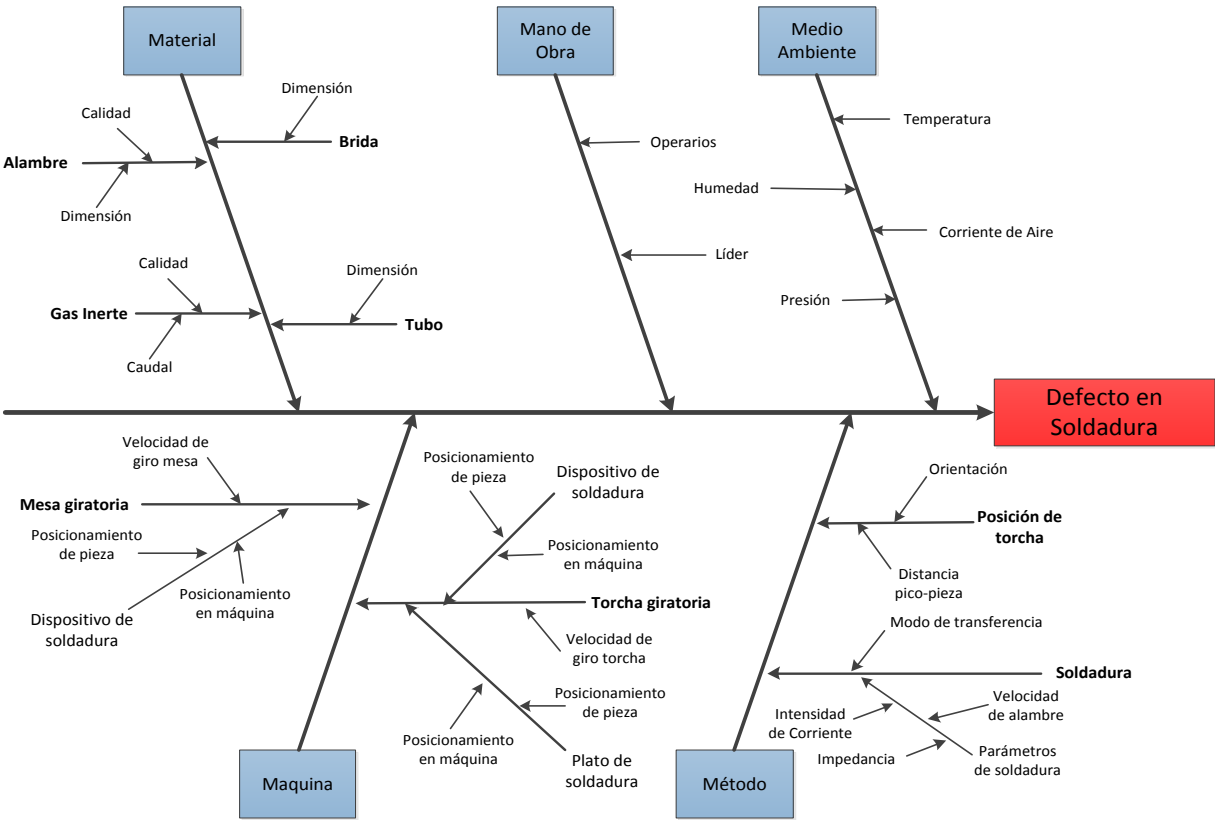 Material
Mano de
Obra
Medio
Ambiente
Dimensión
Calidad
Brida
Alambre
Dimensión
Calidad
Dimensión
Gas Inerte
Tubo
Caudal
Operarios
Líder
Temperatura
Humedad
Corriente de Aire
Presión
Defecto en
Soldadura
Velocidad de
giro mesa
Mesa giratoria
Posicionamiento
de pieza
Posicionamiento
en máquina
Dispositivo de
soldadura
Posicionamiento
de pieza
Dispositivo de
soldadura
Posicionamiento
en máquina
Torcha giratoria
Velocidad de
giro torcha
Posicionamiento
de pieza
Posicionamiento
en máquina
Plato de
soldadura
Orientación
Posición de
torcha
Distancia
pico-pieza
Modo de transferencia
Soldadura
Velocidad
de alambre
Intensidad
de Corriente
Impedancia
Parámetros
de soldadura
Maquina
Método